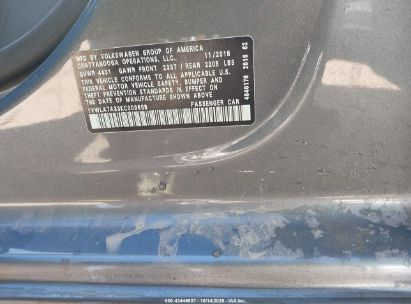 MFD BY VOLKSWAGEN GROUP OF AMERICA
CHATTANOOGA OPERATIONS, LLC. 11/2018
GVWR 4431 GAWR FRONT 2337 / REAR 2205 LBS
THE VEHICLE CONFORMS TO ALL APPLICABLE U.S.
FEDERAL MOTOR VEHICLE SAFETY, BUMPER AND
THEFT PREVENTION STANDARDS IN EFFECT ON
THE DATE OF MANUFACTURE SHOWN ABOVE.
PASSENGER CAR
2019